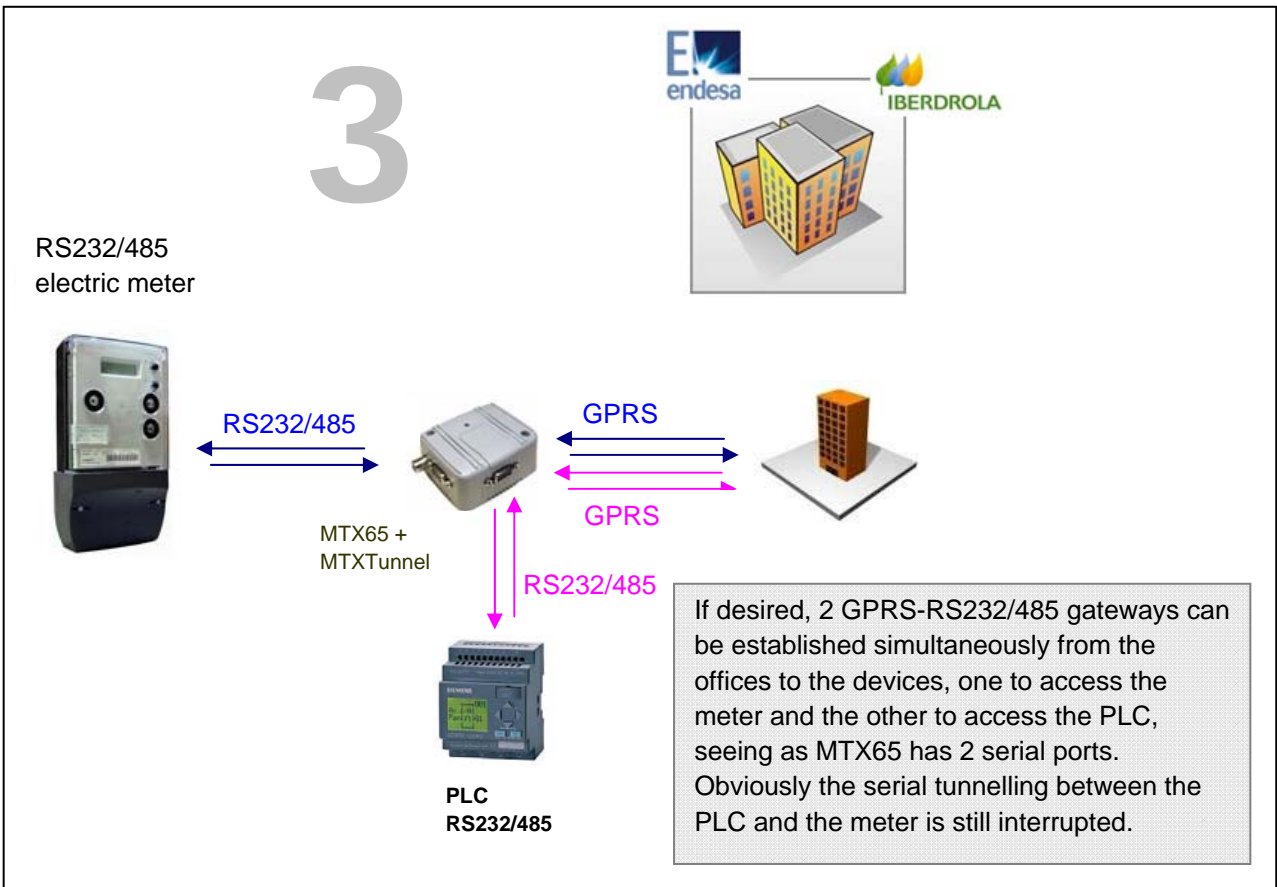 3
endesa
IBERDROLA
RS232/485
electric meter
RS232/485
GPRS
GPRS
MTX65 +
MTXTunnel
RS232/485
SIEMENS
PLC
RS232/485
If desired, 2 GPRS-RS232/485 gateways can
be established simultaneously from the
offices to the devices, one to access the
meter and the other to access the PLC,
seeing as MTX65 has 2 serial ports.
Obviously the serial tunnelling between the
PLC and the meter is still interrupted.